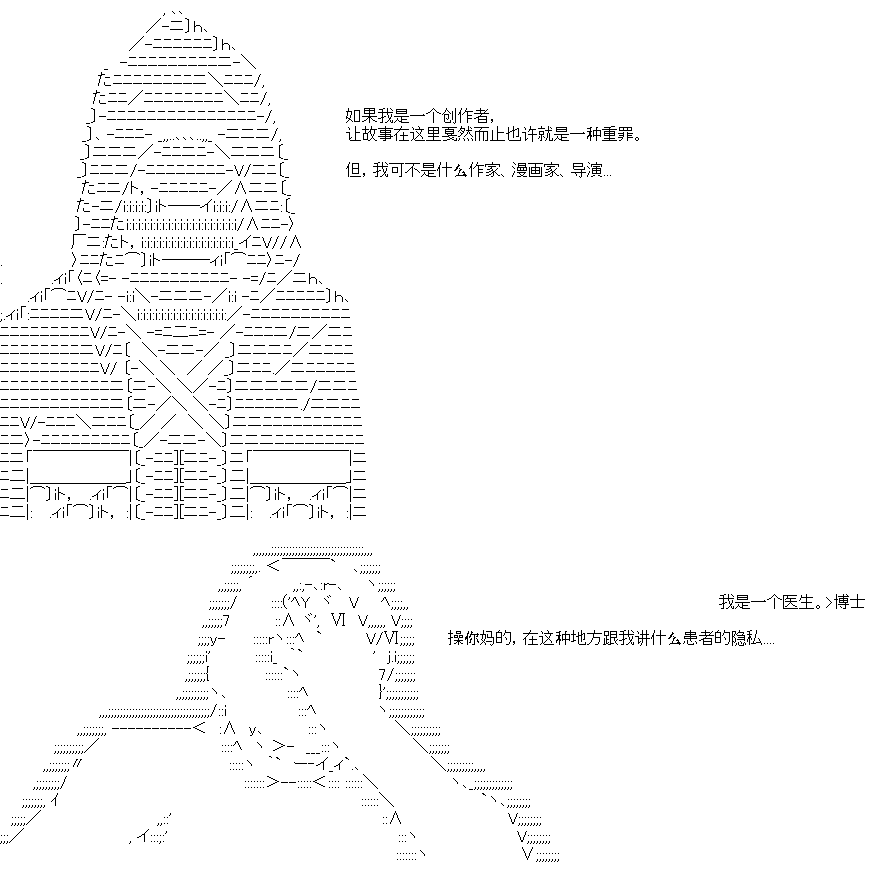 如果我是一个创作者，
让故事在这里戛然而止也许就是一种重罪。
但，我可不是什么作家、漫画家、导演...
我是一个医生。>博士
操你妈的，在这种地方跟我讲什么患者的隐私....